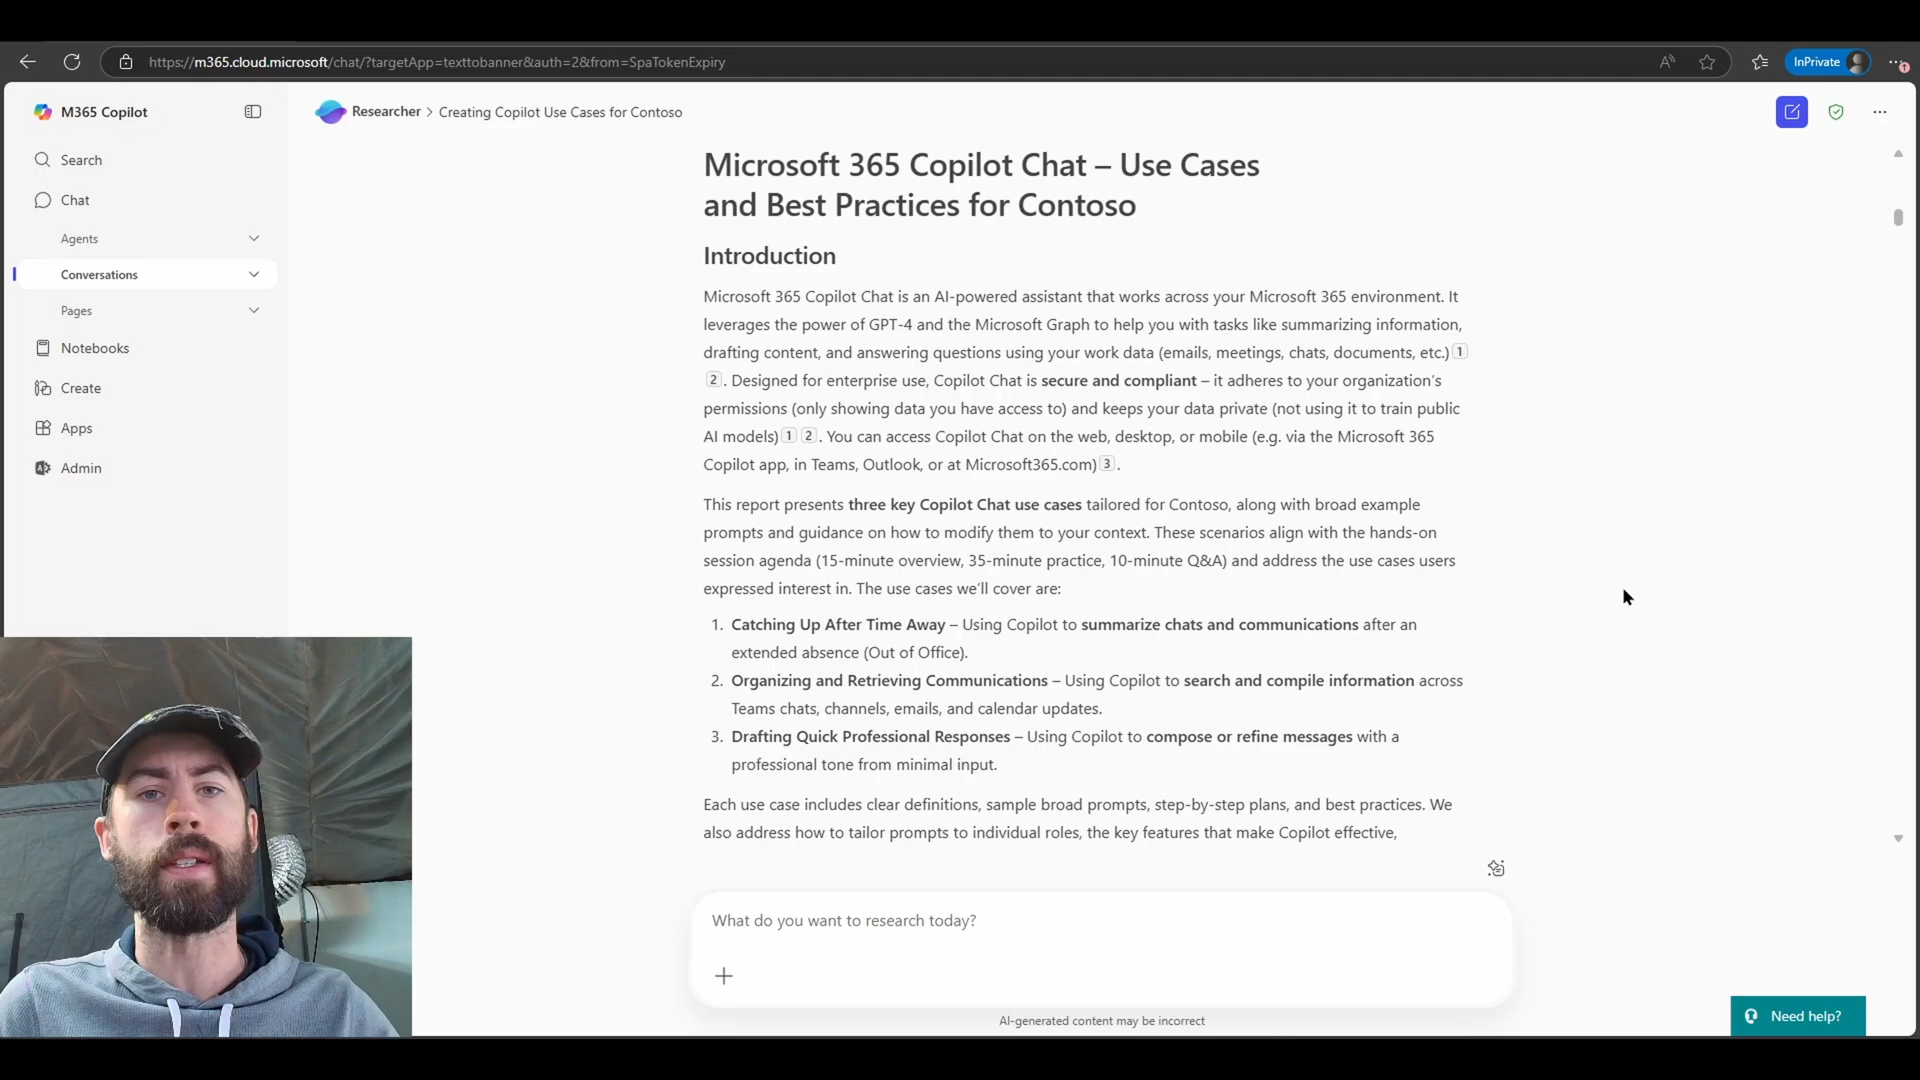 https://m365.cloud.microsoft/chat/?targetApp=texttobanner&auth=2&from=SpaTokenExpiry
InPrivate
M365 Copilot
Search
Chat
Agents
Conversations
Pages
Notebooks
Create
Apps
Admin
Researcher > Creating Copilot Use Cases for Contoso
Microsoft 365 Copilot Chat – Use Cases
and Best Practices for Contoso
Introduction
Microsoft 365 Copilot Chat is an AI-powered assistant that works across your Microsoft 365 environment. It
leverages the power of GPT-4 and the Microsoft Graph to help you with tasks like summarizing information,
drafting content, and answering questions using your work data (emails, meetings, chats, documents, etc.) 1
2 . Designed for enterprise use, Copilot Chat is secure and compliant – it adheres to your organization’s
permissions (only showing data you have access to) and keeps your data private (not using it to train public
AI models) 1 2 . You can access Copilot Chat on the web, desktop, or mobile (e.g. via the Microsoft 365
Copilot app, in Teams, Outlook, or at Microsoft365.com) 3 .
This report presents three key Copilot Chat use cases tailored for Contoso, along with broad example
prompts and guidance on how to modify them to your context. These scenarios align with the hands-on
session agenda (15-minute overview, 35-minute practice, 10-minute Q&A) and address the use cases users
expressed interest in. The use cases we’ll cover are:
1. Catching Up After Time Away – Using Copilot to summarize chats and communications after an
extended absence (Out of Office).
2. Organizing and Retrieving Communications – Using Copilot to search and compile information across
Teams chats, channels, emails, and calendar updates.
3. Drafting Quick Professional Responses – Using Copilot to compose or refine messages with a
professional tone from minimal input.
Each use case includes clear definitions, sample broad prompts, step-by-step plans, and best practices. We
also address how to tailor prompts to individual roles, the key features that make Copilot effective,
What do you want to research today?
AI-generated content may be incorrect
Need help?